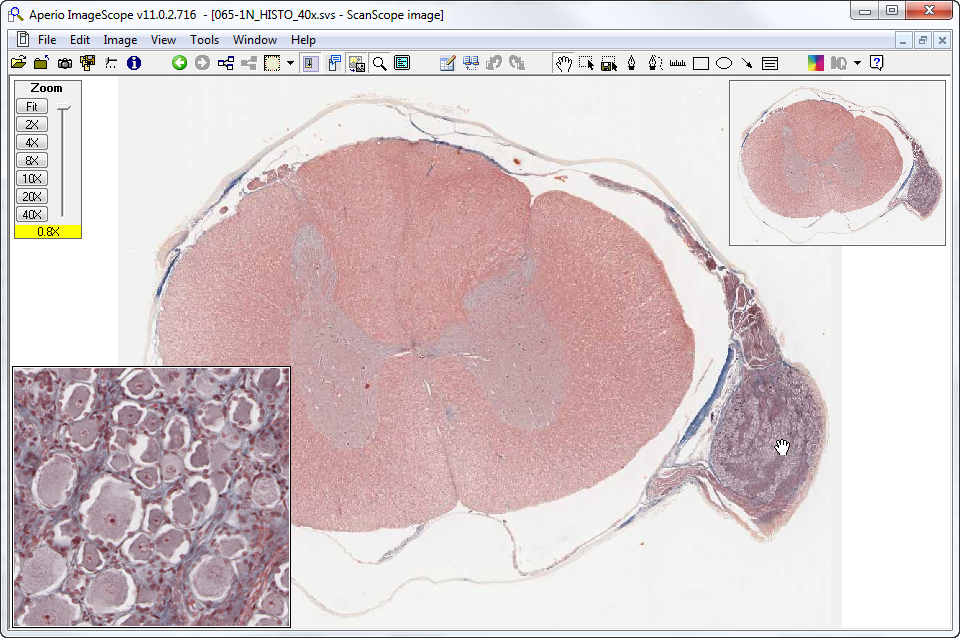 Aperio ImageScope v11.0.2.716 - [065-1N_HISTO_40x.svs - ScanScope image]
File Edit Image View Tools Window Help
Zoom
Fit
2X
4X
8X
10X
20X
40X
0.8X